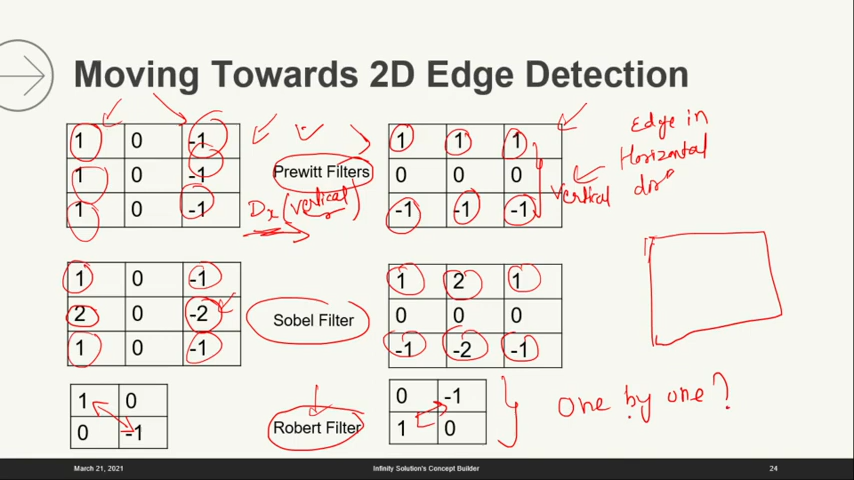 Moving Towards 2D Edge Detection
1 0 -1
1 0 -1
1 0 -1
Prewitt Filters
Dx (vertical)
1 1 1
0 0 0
-1 -1 -1
Edge in
Horizontal
dirⁿ
vertical
1 0 -1
2 0 -2
1 0 -1
Sobel Filter
1 2 1
0 0 0
-1 -2 -1
1 0
0 -1
Robert Filter
0 -1
1 0
One by one ?
March 21, 2021
Infinity Solution's Concept Builder
24